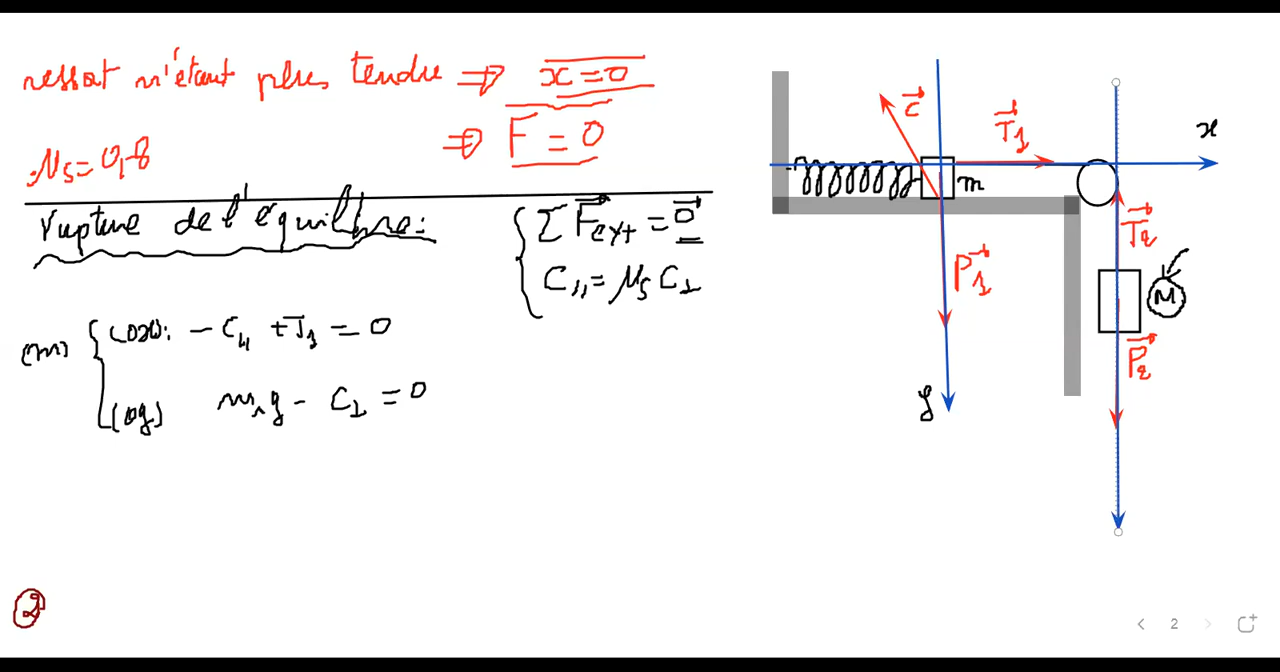 ressort n'étant plus tendu ⇒ x = 0
⇒ F = 0
μs = 0,8
rupture de l'équilibre:
{ Σ F⃗ext = 0⃗
C// = μs C⊥
(m) { (ox): - C// + T1 = 0
(oy) m1g - C⊥ = 0
2
C⃗
T⃗1
x
m
P⃗1
y
T⃗2
M
P⃗2
2